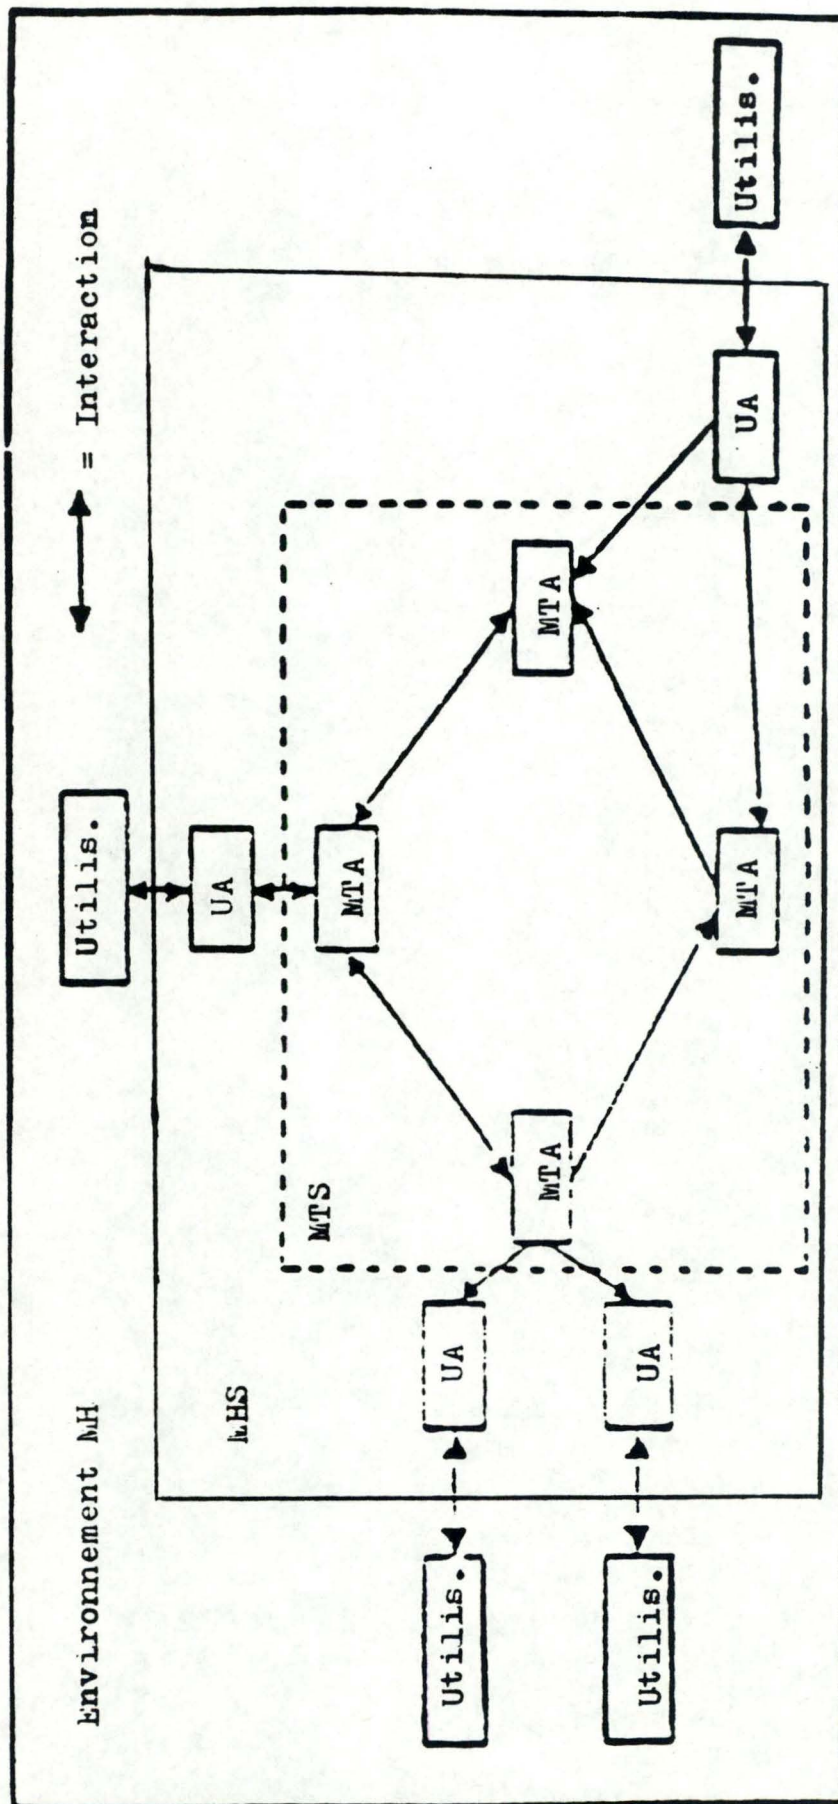 Environnement MH
Utilis.
= Interaction
MHS
UA
MTS
MTA
Utilis.
UA
MTA
MTA
Utilis.
UA
MTA
UA
Utilis.